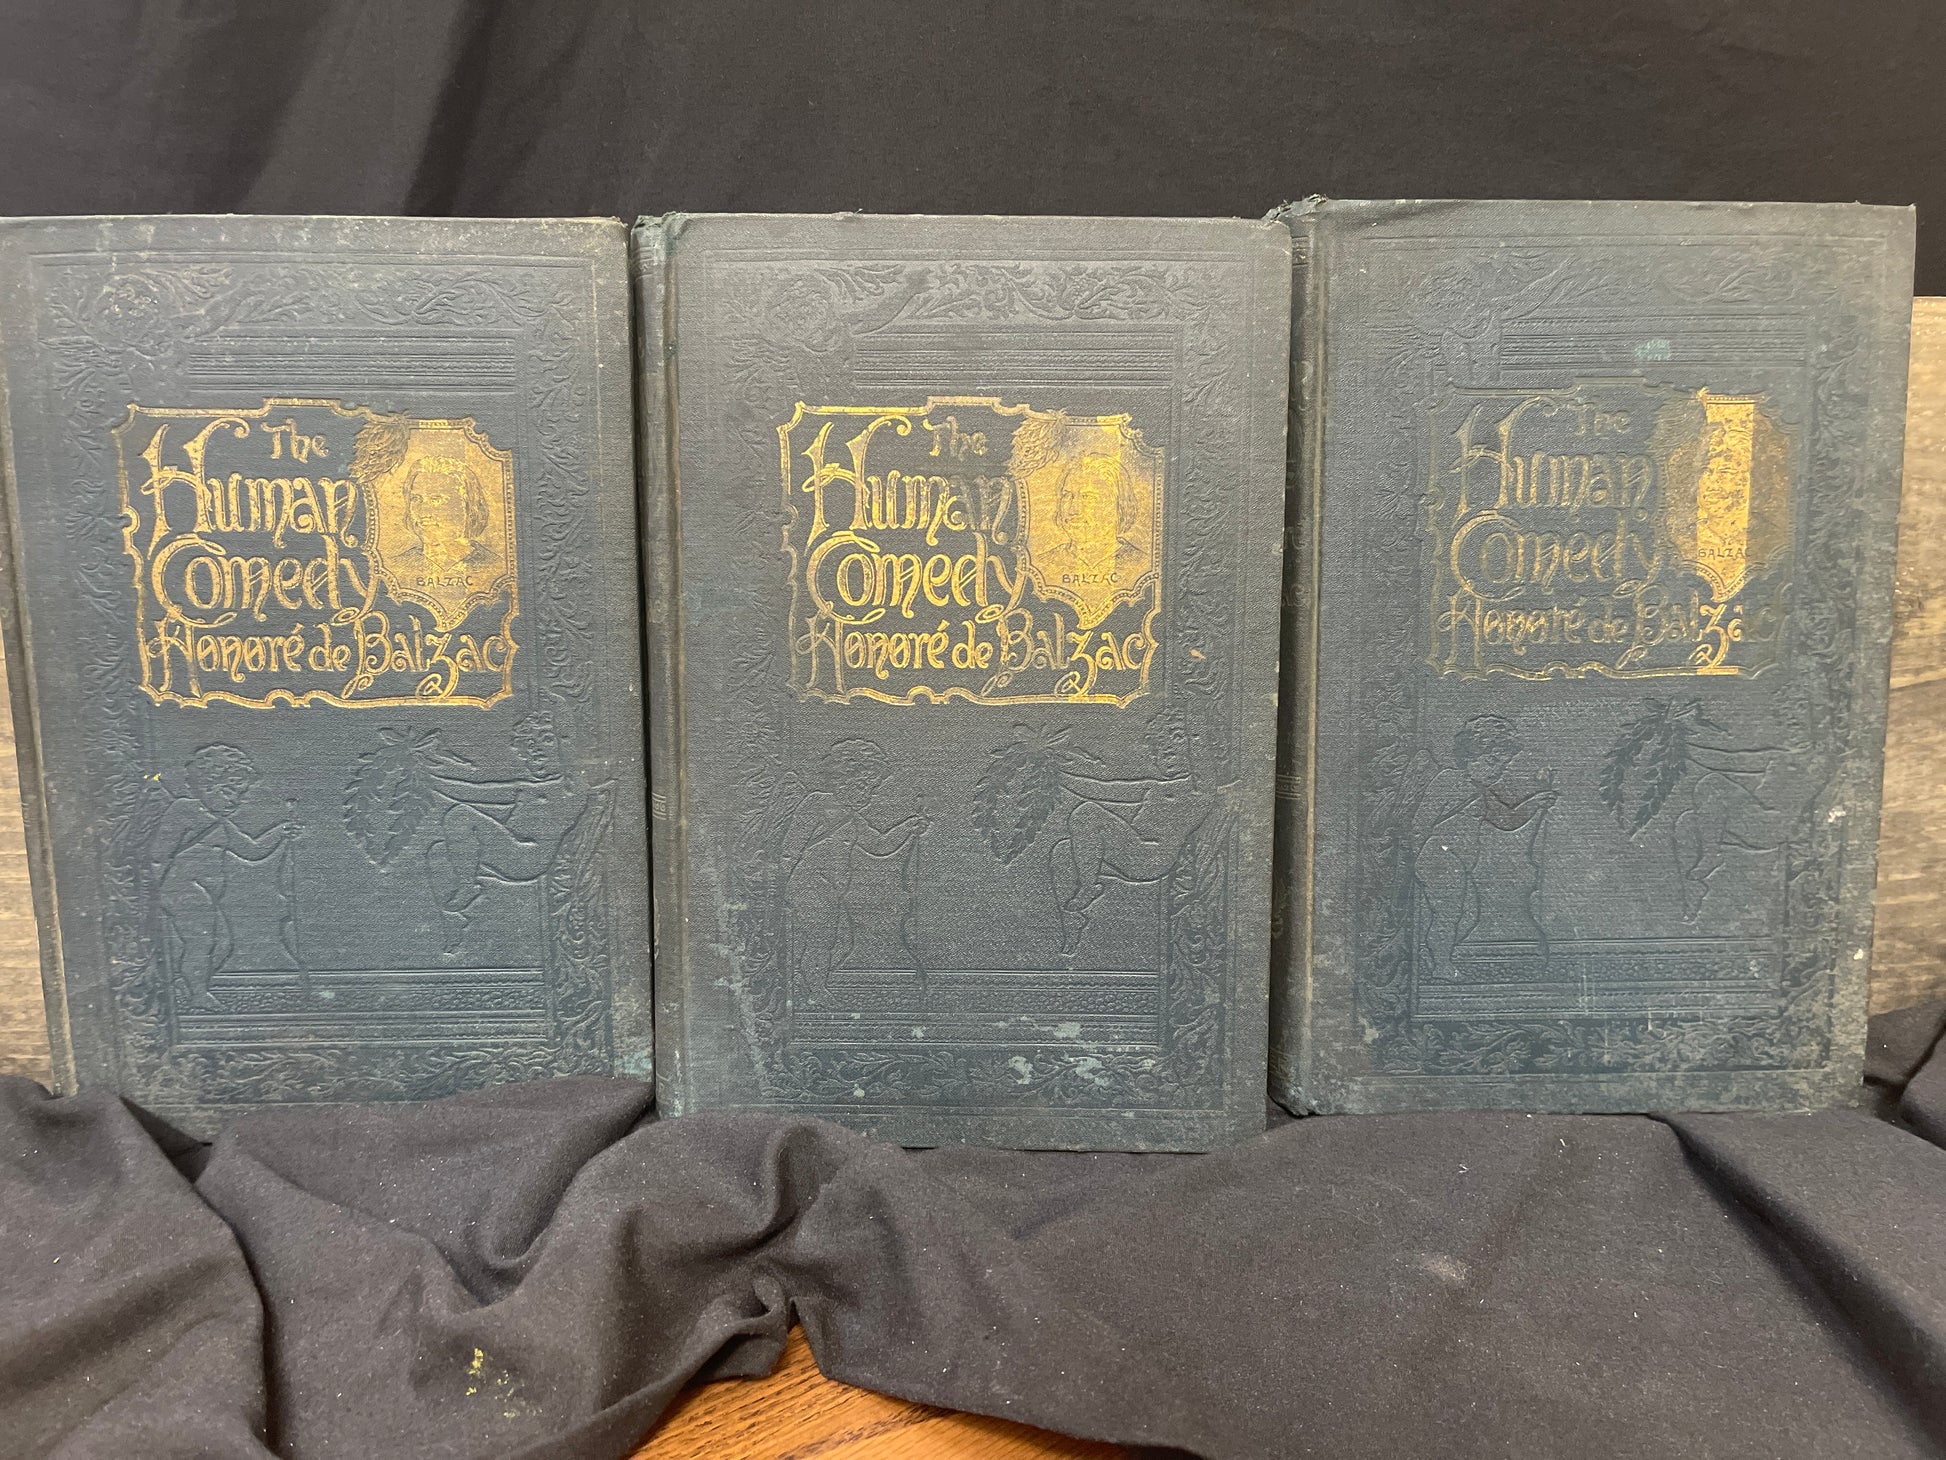 The
Human
Comedy
BALZAC
Honoré de Balzac
The
Human
Comedy
BALZAC
Honoré de Balzac
The
Human
Comedy
BALZAC
Honoré de Balzac